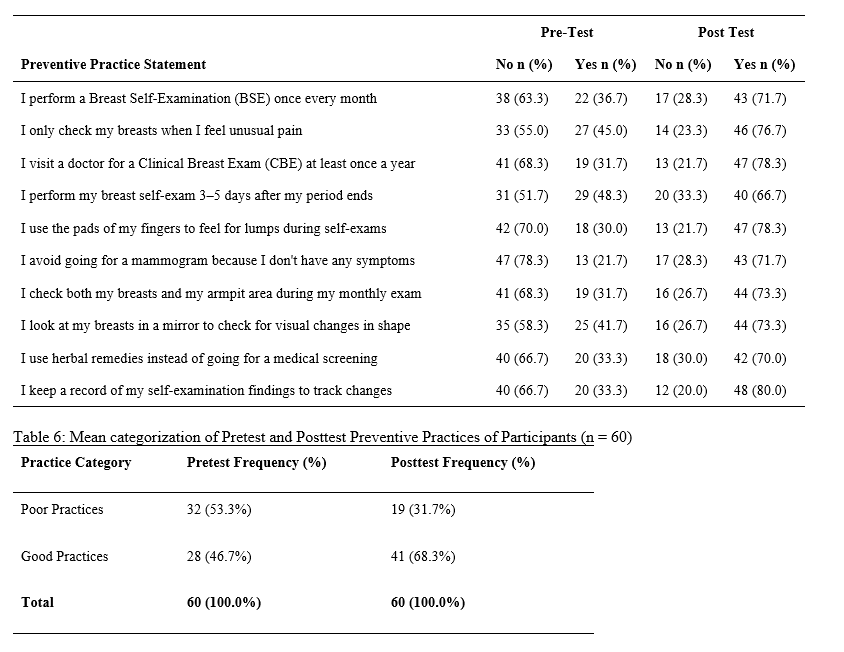 Pre-Test Post Test
Preventive Practice Statement No n (%) Yes n (%) No n (%) Yes n (%)
I perform a Breast Self-Examination (BSE) once every month 38 (63.3) 22 (36.7) 17 (28.3) 43 (71.7)
I only check my breasts when I feel unusual pain 33 (55.0) 27 (45.0) 14 (23.3) 46 (76.7)
I visit a doctor for a Clinical Breast Exam (CBE) at least once a year 41 (68.3) 19 (31.7) 13 (21.7) 47 (78.3)
I perform my breast self-exam 3–5 days after my period ends 31 (51.7) 29 (48.3) 20 (33.3) 40 (66.7)
I use the pads of my fingers to feel for lumps during self-exams 42 (70.0) 18 (30.0) 13 (21.7) 47 (78.3)
I avoid going for a mammogram because I don't have any symptoms 47 (78.3) 13 (21.7) 17 (28.3) 43 (71.7)
I check both my breasts and my armpit area during my monthly exam 41 (68.3) 19 (31.7) 16 (26.7) 44 (73.3)
I look at my breasts in a mirror to check for visual changes in shape 35 (58.3) 25 (41.7) 16 (26.7) 44 (73.3)
I use herbal remedies instead of going for a medical screening 40 (66.7) 20 (33.3) 18 (30.0) 42 (70.0)
I keep a record of my self-examination findings to track changes 40 (66.7) 20 (33.3) 12 (20.0) 48 (80.0)
Table 6: Mean categorization of Pretest and Posttest Preventive Practices of Participants (n = 60)
Practice Category Pretest Frequency (%) Posttest Frequency (%)
Poor Practices 32 (53.3%) 19 (31.7%)
Good Practices 28 (46.7%) 41 (68.3%)
Total 60 (100.0%) 60 (100.0%)